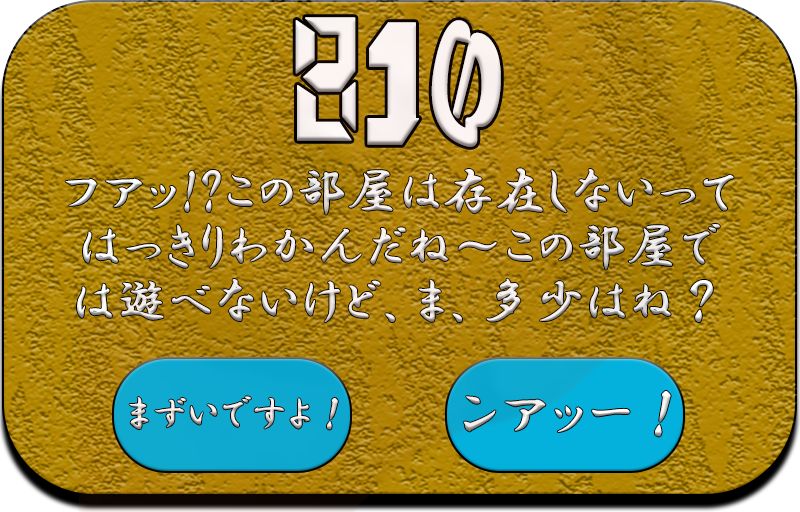 810
フアッ!?この部屋は存在しないって
はっきりわかんだね～この部屋で
は遊べないけど、ま、多少はね？
まずいですよ！
ンアッー！